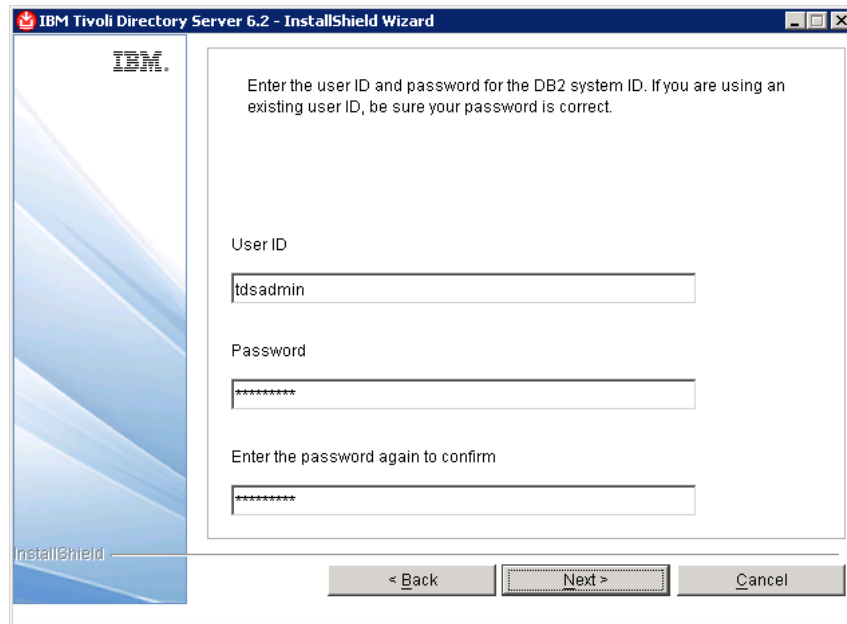 IBM Tivoli Directory Server 6.2 - InstallShield Wizard
IBM.
Enter the user ID and password for the DB2 system ID. If you are using an
existing user ID, be sure your password is correct.
User ID
tdsadmin
Password
*********
Enter the password again to confirm
*********
InstallShield
< Back
Next >
Cancel